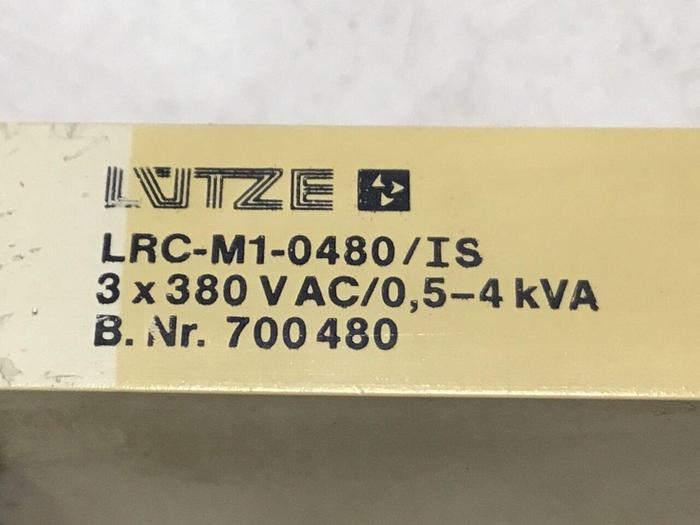 LÜTZE
LRC-M1-0480/IS
3 x 380 V AC/0,5-4 kVA
B. Nr. 700 480